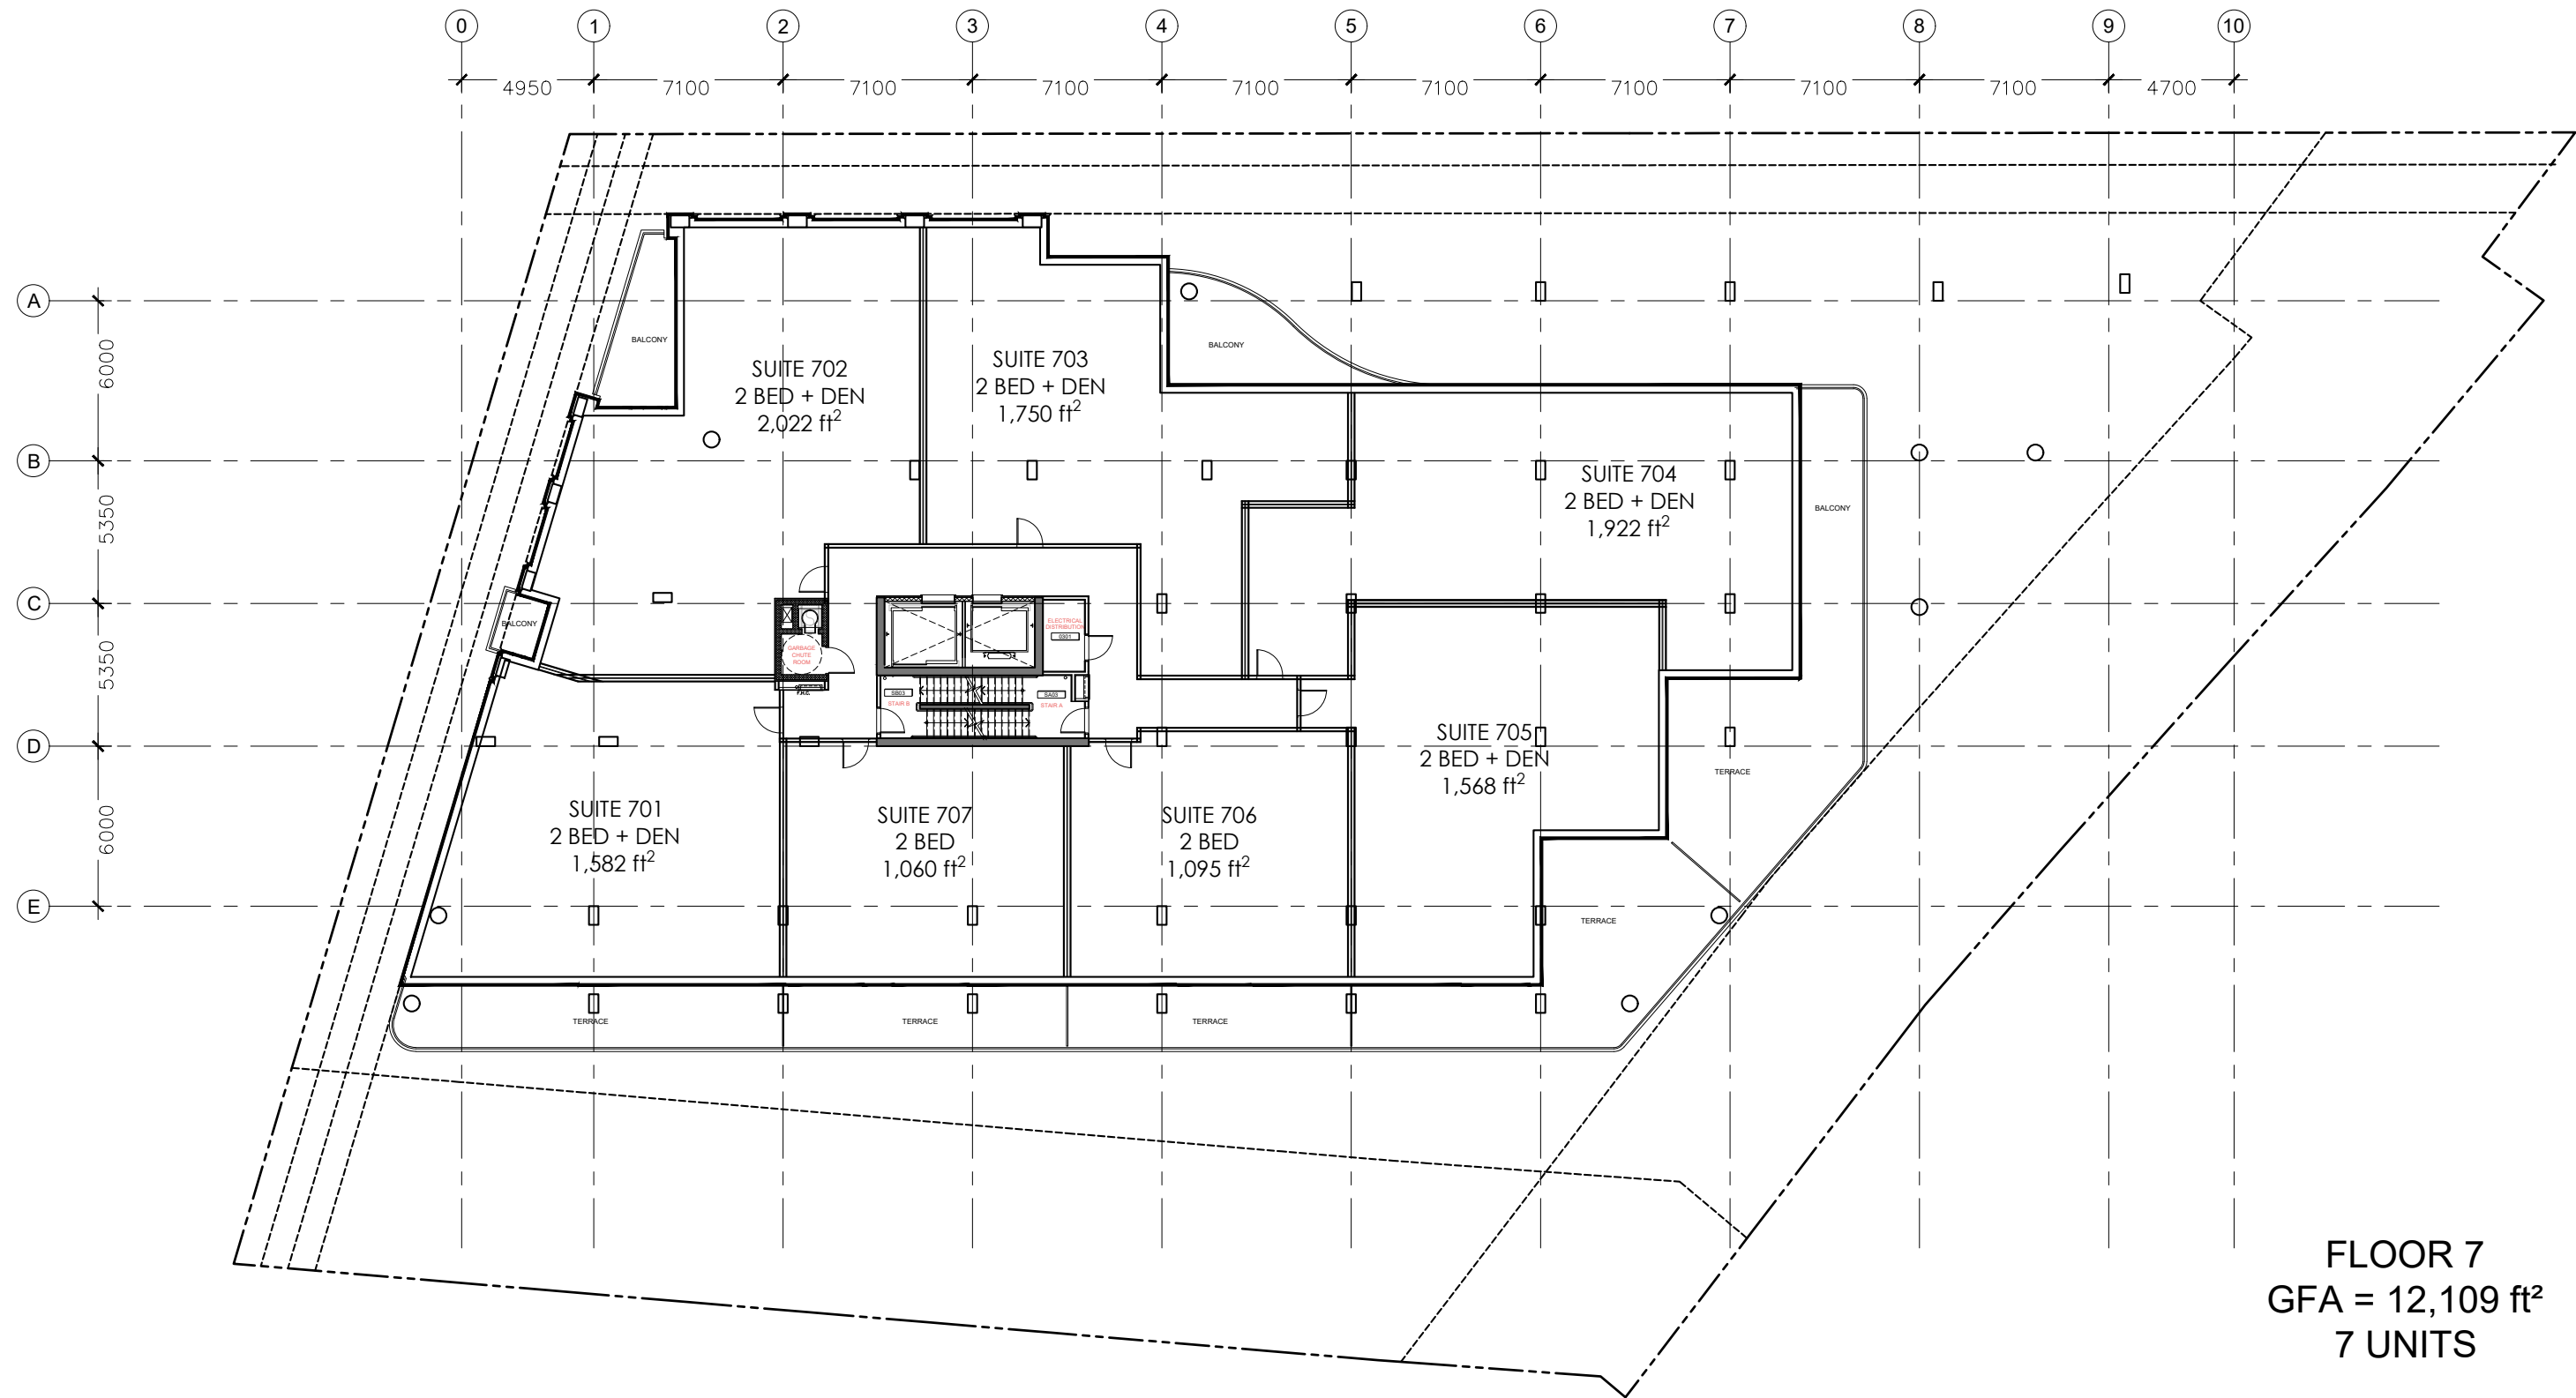 0 1 2 3 4 5 6 7 8 9 10
4950 7100 7100 7100 7100 7100 7100 7100 7100 4700
A
B
C
D
E
6000
5350
5350
6000
BALCONY
BALCONY
SUITE 702
2 BED + DEN
2,022 ft²
SUITE 703
2 BED + DEN
1,750 ft²
SUITE 704
2 BED + DEN
1,922 ft²
BALCONY
BALCONY
GARBAGE
CHUTE
ROOM
F.H.C.
ELECTRICAL
DISTRIBUTION
0301
SB03
STAIR B
SA03
STAIR A
SUITE 705
2 BED + DEN
1,568 ft²
TERRACE
SUITE 701
2 BED + DEN
1,582 ft²
SUITE 707
2 BED
1,060 ft²
SUITE 706
2 BED
1,095 ft²
TERRACE
TERRACE
TERRACE
TERRACE
FLOOR 7
GFA = 12,109 ft²
7 UNITS